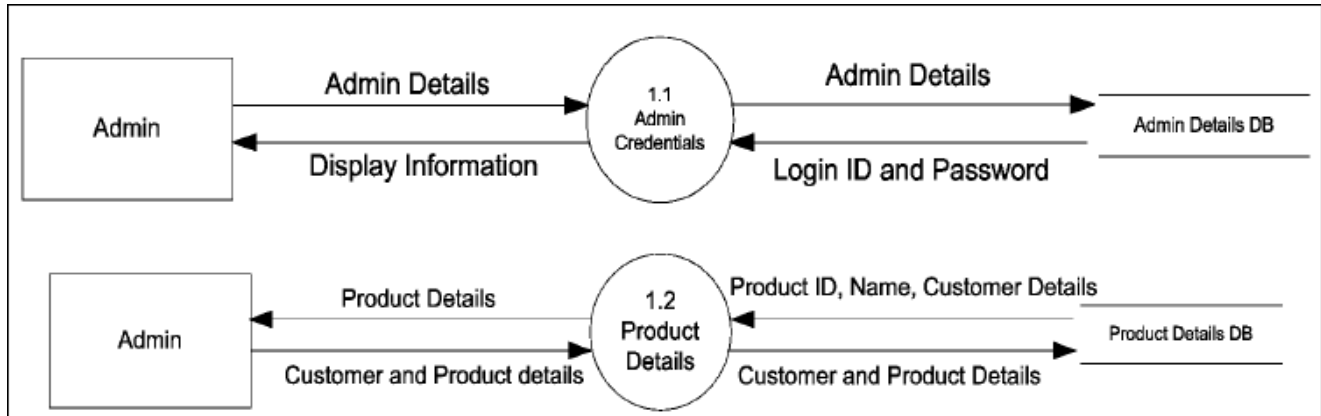 Admin Details
Admin Details
1.1
Admin
Credentials
Admin
Admin Details DB
Display Information
Login ID and Password
Product ID, Name, Customer Details
Product Details
1.2
Product
Details
Admin
Product Details DB
Customer and Product details
Customer and Product Details